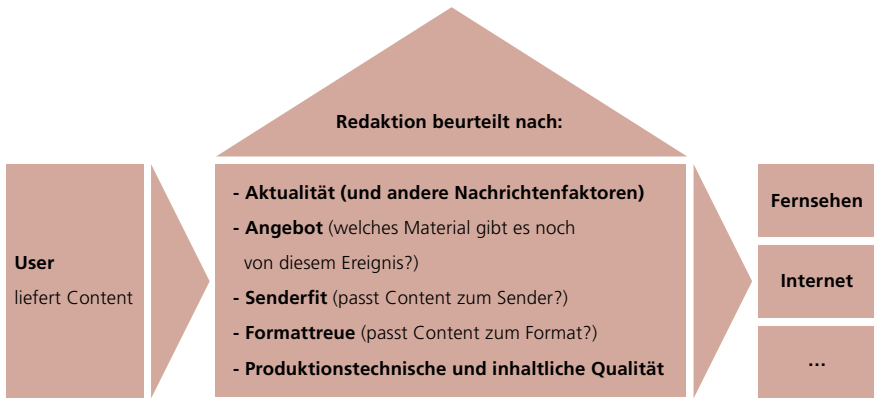 Redaktion beurteilt nach:
User
liefert Content
- Aktualität (und andere Nachrichtenfaktoren)
- Angebot (welches Material gibt es noch
von diesem Ereignis?)
- Senderfit (passt Content zum Sender?)
- Formattreue (passt Content zum Format?)
- Produktionstechnische und inhaltliche Qualität
Fernsehen
Internet
...